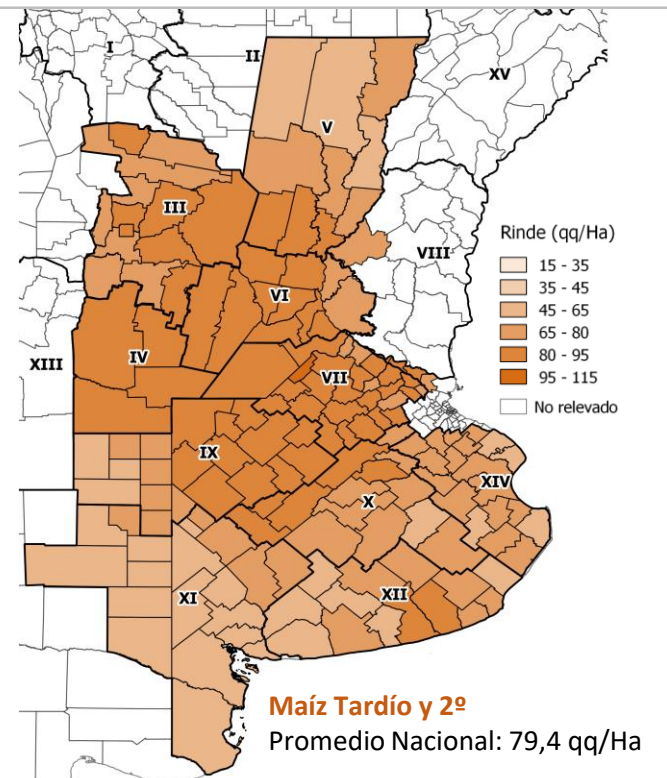 I
II
XV
V
III
Rinde (qq/Ha)
VIII
15 - 35
35 - 45
VI
45 - 65
65 - 80
80 - 95
XIII
IV
VII
95 - 115
No relevado
IX
XIV
X
XI
XII
Maíz Tardío y 2º
Promedio Nacional: 79,4 qq/Ha